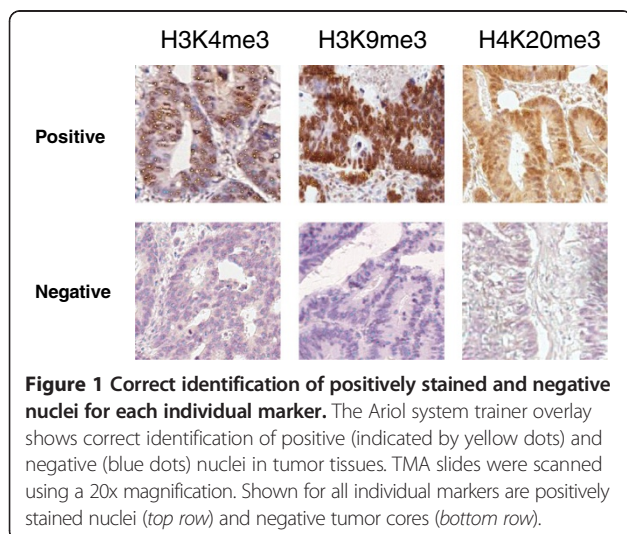 H3K4me3 H3K9me3 H4K20me3
Positive
Negative
Figure 1 Correct identification of positively stained and negative
nuclei for each individual marker. The Ariol system trainer overlay
shows correct identification of positive (indicated by yellow dots) and
negative (blue dots) nuclei in tumor tissues. TMA slides were scanned
using a 20x magnification. Shown for all individual markers are positively
stained nuclei (top row) and negative tumor cores (bottom row).